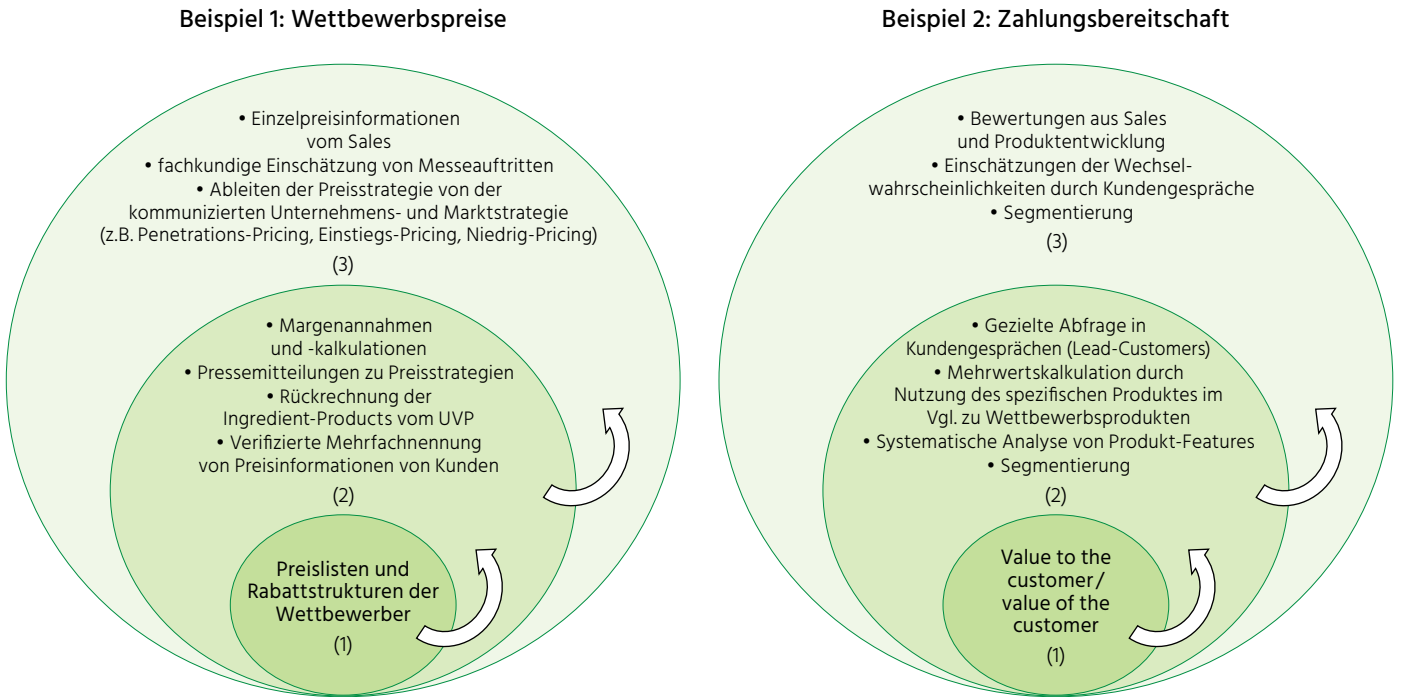 Beispiel 1: Wettbewerbspreise
• Einzelpreisinformationen
vom Sales
• fachkundige Einschätzung von Messeauftritten
• Ableiten der Preisstrategie von der
kommunizierten Unternehmens- und Marktstrategie
(z.B. Penetrations-Pricing, Einstiegs-Pricing, Niedrig-Pricing)
(3)
• Margenannahmen
und -kalkulationen
• Pressemitteilungen zu Preisstrategien
• Rückrechnung der
Ingredient-Products vom UVP
• Verifizierte Mehrfachnennung
von Preisinformationen von Kunden
(2)
Preislisten und
Rabattstrukturen der
Wettbewerber
(1)
Beispiel 2: Zahlungsbereitschaft
• Bewertungen aus Sales
und Produktentwicklung
• Einschätzungen der Wechsel-
wahrscheinlichkeiten durch Kundengespräche
• Segmentierung
(3)
• Gezielte Abfrage in
Kundengesprächen (Lead-Customers)
• Mehrwertskalkulation durch
Nutzung des spezifischen Produktes im
Vgl. zu Wettbewerbsprodukten
• Systematische Analyse von Produkt-Features
• Segmentierung
(2)
Value to the
customer/
value of the
customer
(1)